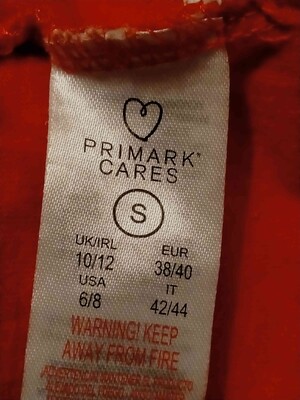 PRIMARK®
CARES
S
UK/IRL EUR
10/12 38/40
USA IT
6/8 42/44
WARNING! KEEP
AWAY FROM FIRE